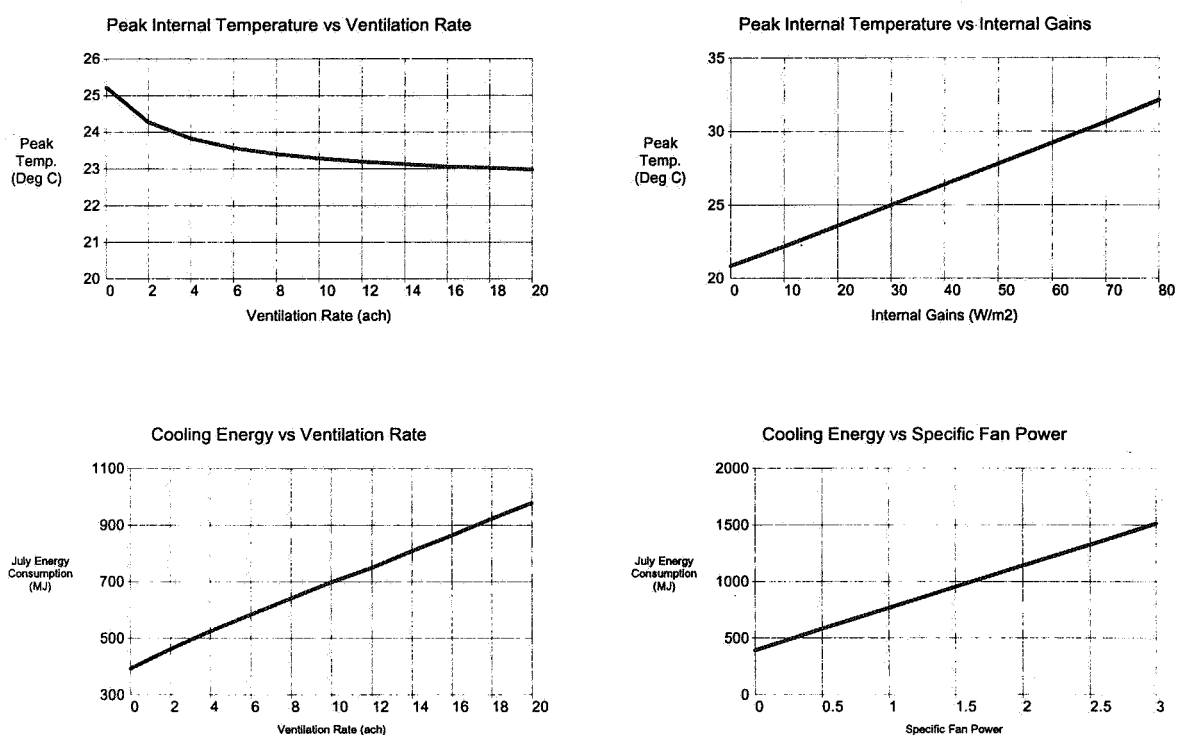 Peak Internal Temperature vs Ventilation Rate
26
25
24
23
22
21
20
Peak
Temp.
(Deg C)
0 2 4 6 8 10 12 14 16 18 20
Ventilation Rate (ach)
Peak Internal Temperature vs Internal Gains
35
30
25
20
Peak
Temp.
(Deg C)
0 10 20 30 40 50 60 70 80
Internal Gains (W/m2)
Cooling Energy vs Ventilation Rate
1100
900
700
500
300
July Energy
Consumption
(MJ)
0 2 4 6 8 10 12 14 16 18 20
Ventilation Rate (ach)
Cooling Energy vs Specific Fan Power
2000
1500
1000
500
0
July Energy
Consumption
(MJ)
0 0.5 1 1.5 2 2.5 3
Specific Fan Power